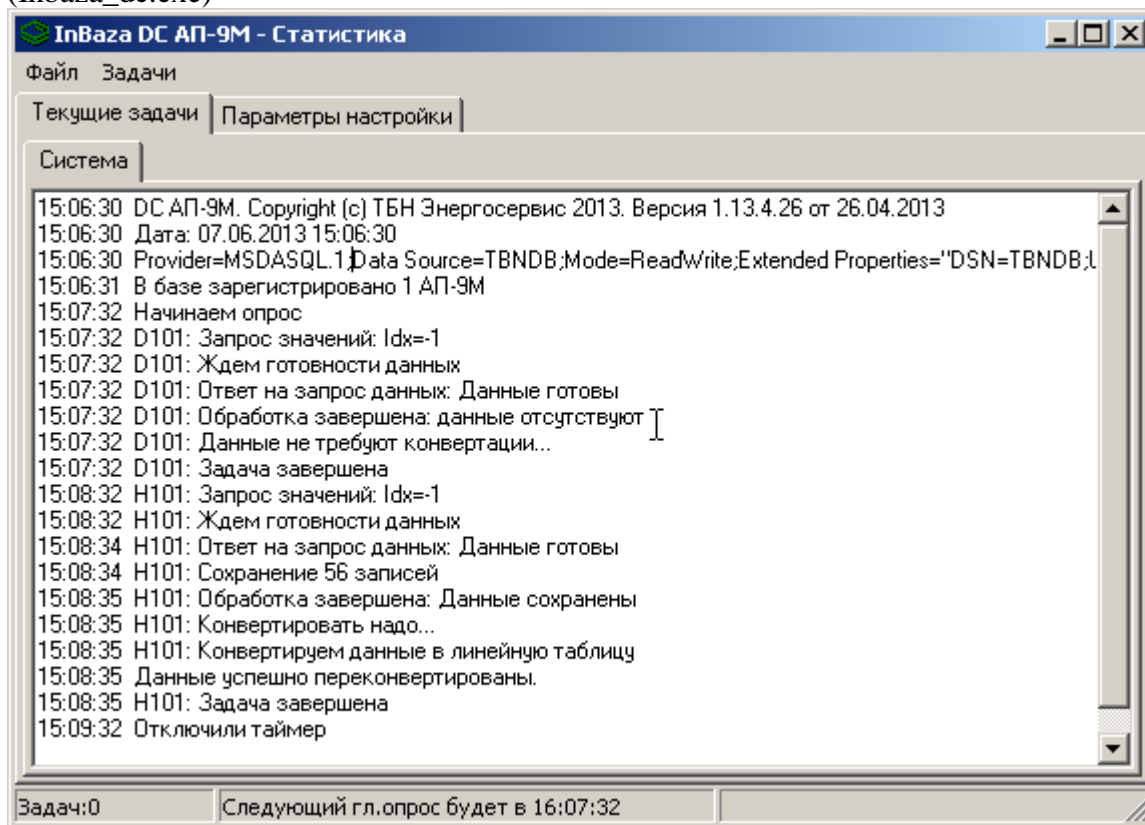 (Inbaza_dc.exe)
InBaza DC АП-9М - Статистика
Файл Задачи
Текущие задачи Параметры настройки
Система
15:06:30 DC АП-9М. Copyright (c) ТБН Энергосервис 2013. Версия 1.13.4.26 от 26.04.2013
15:06:30 Дата: 07.06.2013 15:06:30
15:06:30 Provider=MSDASQL.1;Data Source=TBNDB;Mode=ReadWrite;Extended Properties="DSN=TBNDB;
15:06:31 В базе зарегистрировано 1 АП-9М
15:07:32 Начинаем опрос
15:07:32 D101: Запрос значений: Idx=-1
15:07:32 D101: Ждем готовности данных
15:07:32 D101: Ответ на запрос данных: Данные готовы
15:07:32 D101: Обработка завершена: данные отсутствуют
15:07:32 D101: Данные не требуют конвертации...
15:07:32 D101: Задача завершена
15:08:32 H101: Запрос значений: Idx=-1
15:08:32 H101: Ждем готовности данных
15:08:34 H101: Ответ на запрос данных: Данные готовы
15:08:34 H101: Сохранение 56 записей
15:08:35 H101: Обработка завершена: Данные сохранены
15:08:35 H101: Конвертировать надо...
15:08:35 H101: Конвертируем данные в линейную таблицу
15:08:35 Данные успешно переконвертированы.
15:08:35 H101: Задача завершена
15:09:32 Отключили таймер
Задач:0 Следующий гл.опрос будет в 16:07:32